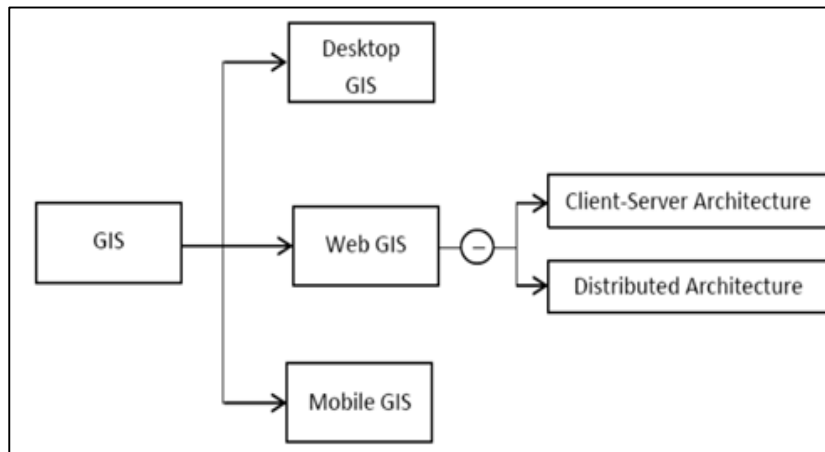 Desktop
GIS
GIS
Web GIS
Mobile GIS
Client-Server Architecture
Distributed Architecture